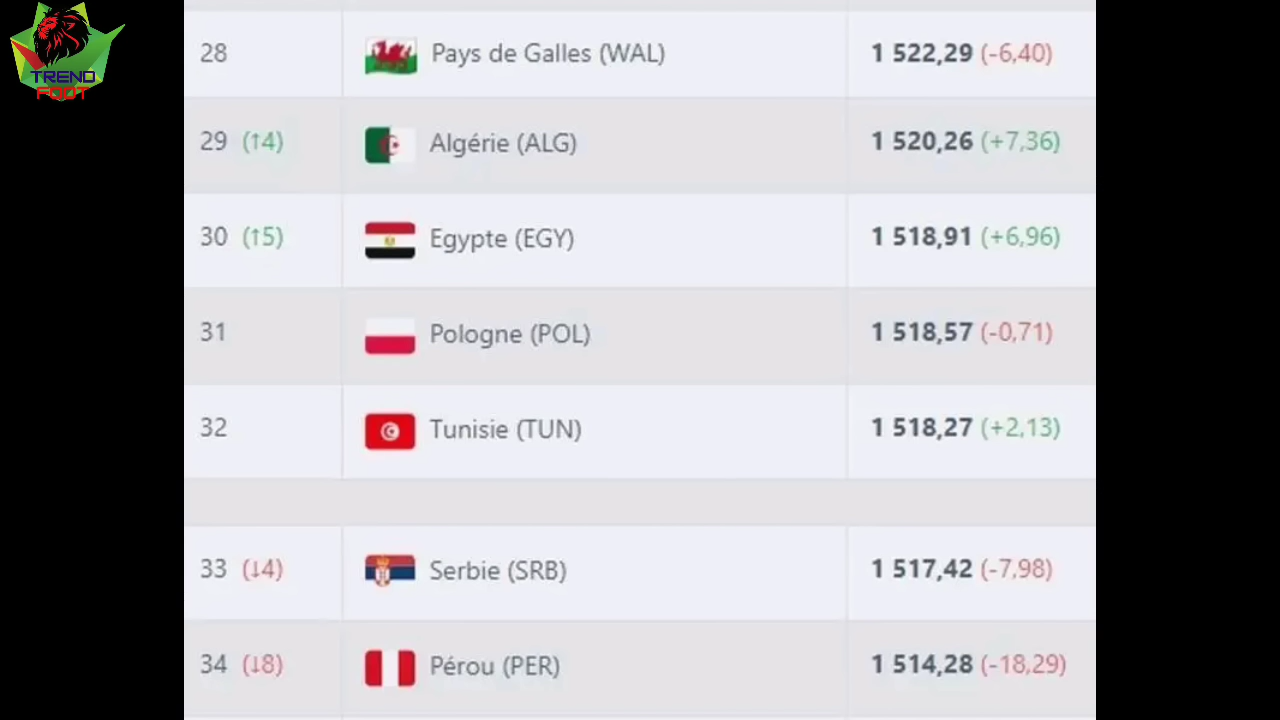 TREND
FOOT
28 Pays de Galles (WAL) 1 522,29 (-6,40)
29 (↑4) Algérie (ALG) 1 520,26 (+7,36)
30 (↑5) Egypte (EGY) 1 518,91 (+6,96)
31 Pologne (POL) 1 518,57 (-0,71)
32 Tunisie (TUN) 1 518,27 (+2,13)
33 (↓4) Serbie (SRB) 1 517,42 (-7,98)
34 (↓8) Pérou (PER) 1 514,28 (-18,29)